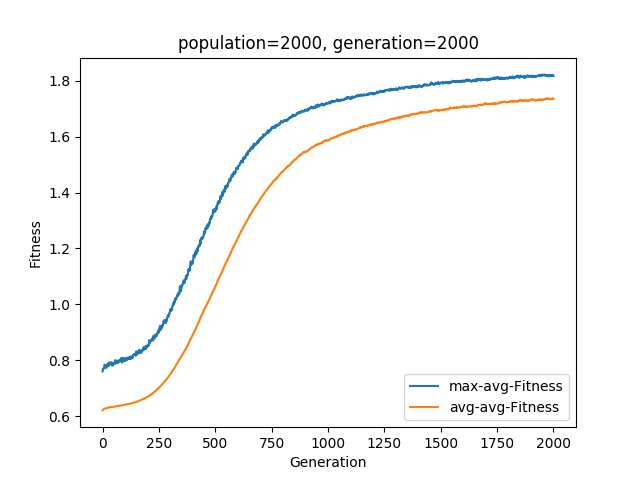 population=2000, generation=2000
Fitness
1.8
1.6
1.4
1.2
1.0
0.8
0.6
max-avg-Fitness
avg-avg-Fitness
0 250 500 750 1000 1250 1500 1750 2000
Generation